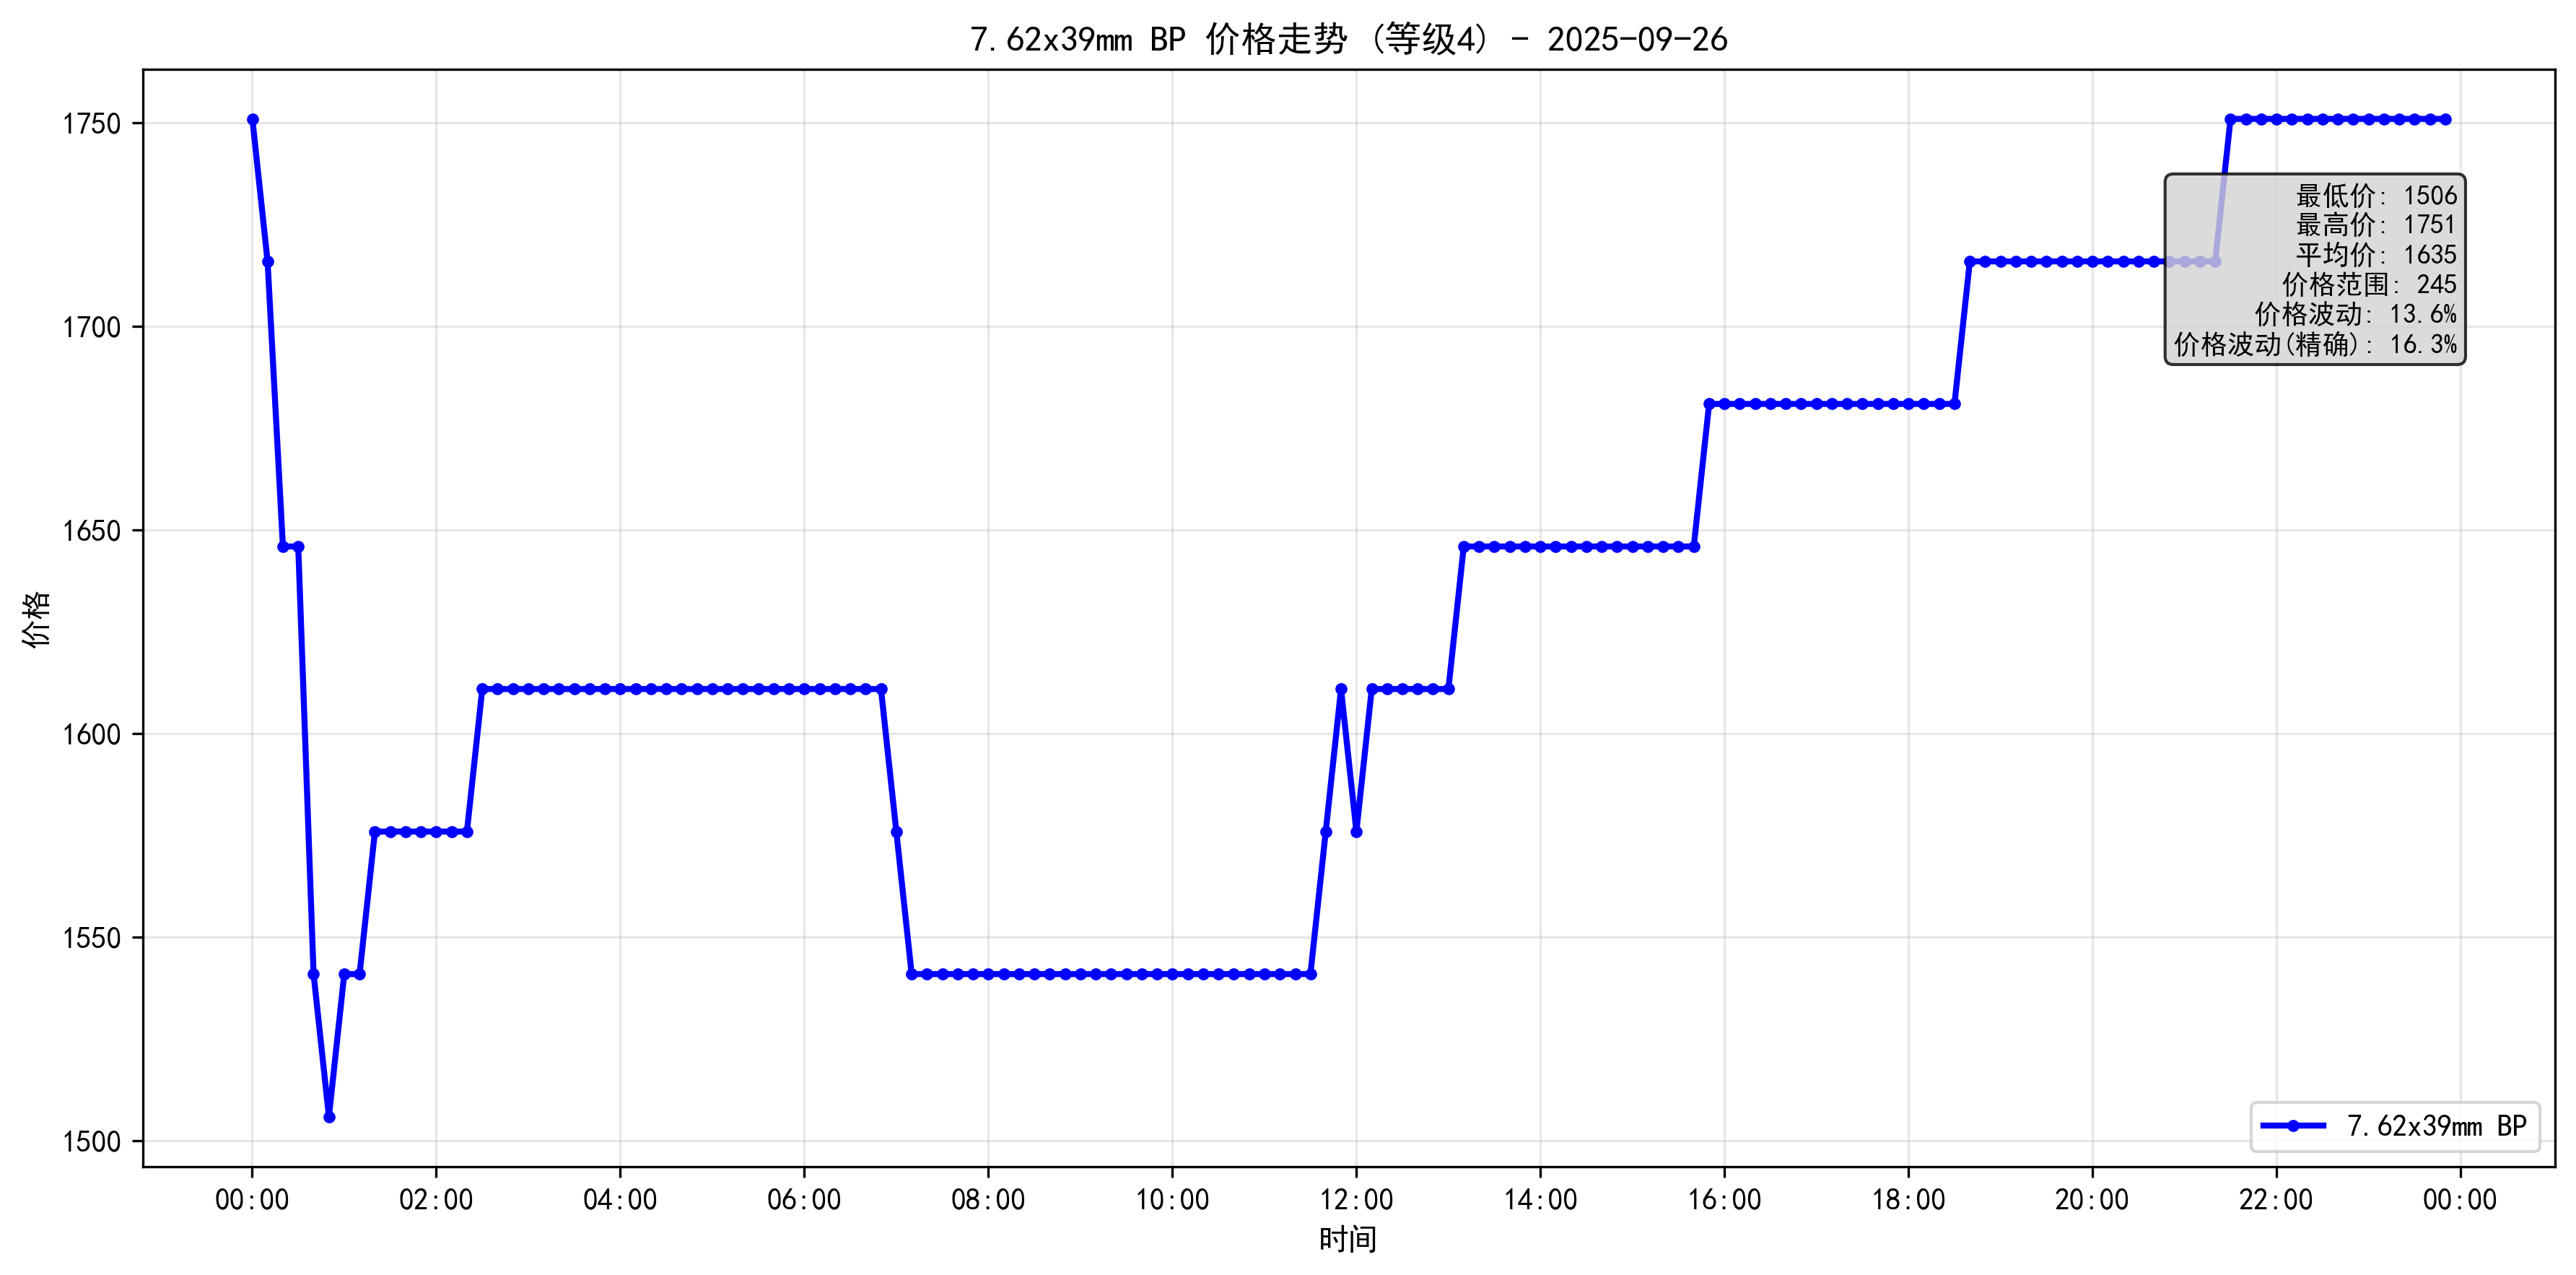 7.62x39mm BP 价格走势 (等级4) - 2025-09-26
价格
1750
1700
1650
1600
1550
1500
最低价: 1506
最高价: 1751
平均价: 1635
价格范围: 245
价格波动: 13.6%
价格波动(精确): 16.3%
7.62x39mm BP
00:00 02:00 04:00 06:00 08:00 10:00 12:00 14:00 16:00 18:00 20:00 22:00 00:00
时间